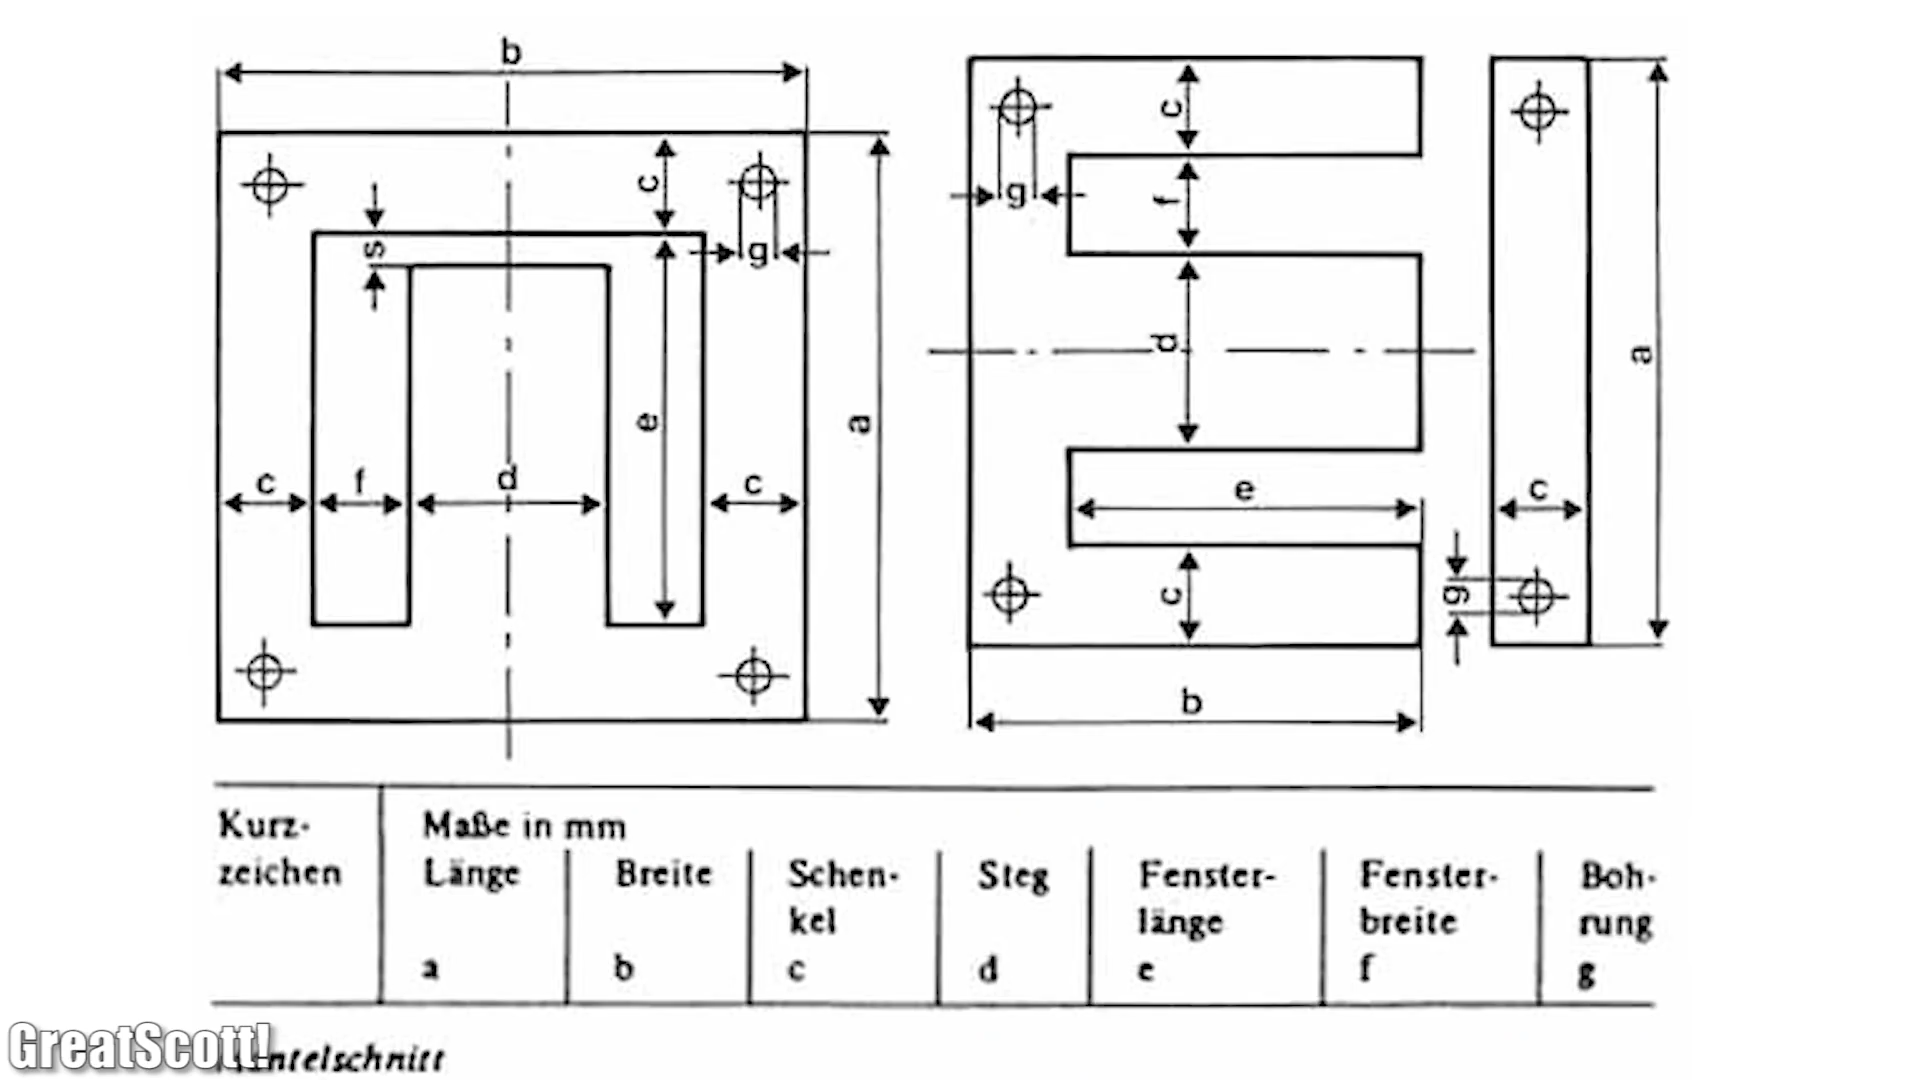 b
c
g
s
e
a
c
f
d
c
c
g
f
d
a
e
c
c
g
b
Kurz- Maße in mm
zeichen Länge Breite Schen- Steg Fenster- Fenster- Boh-
kel länge breite rung
a b c d e f g
GreatScott!